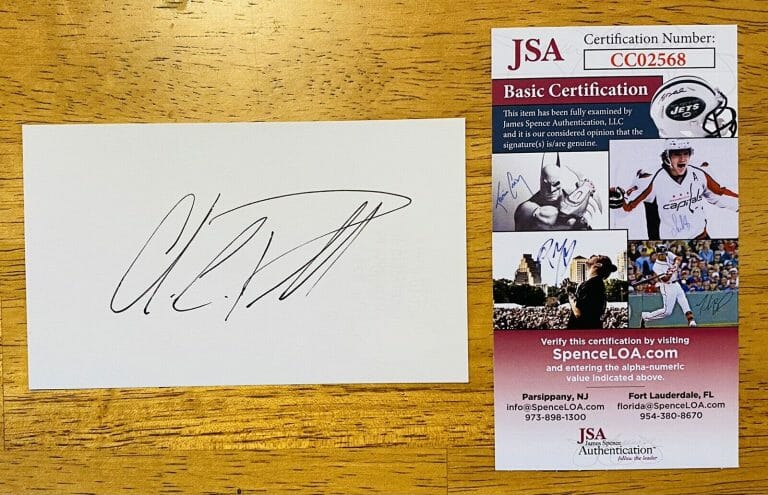 JSA
Certification Number:
CC02568
Basic Certification
This item has been fully examined by
James Spence Authentication, LLC
and it is our considered opinion that the
signature(s) is/are genuine.
JETS
capitals
A
Verify this certification by visiting
SpenceLOA.com
and entering the alpha-numeric
value indicated above.
Parsippany, NJ
info@SpenceLOA.com
973-898-1300
Fort Lauderdale, FL
florida@SpenceLOA.com
954-380-8670
JSA
James Spence
Authentication™
follow the leader